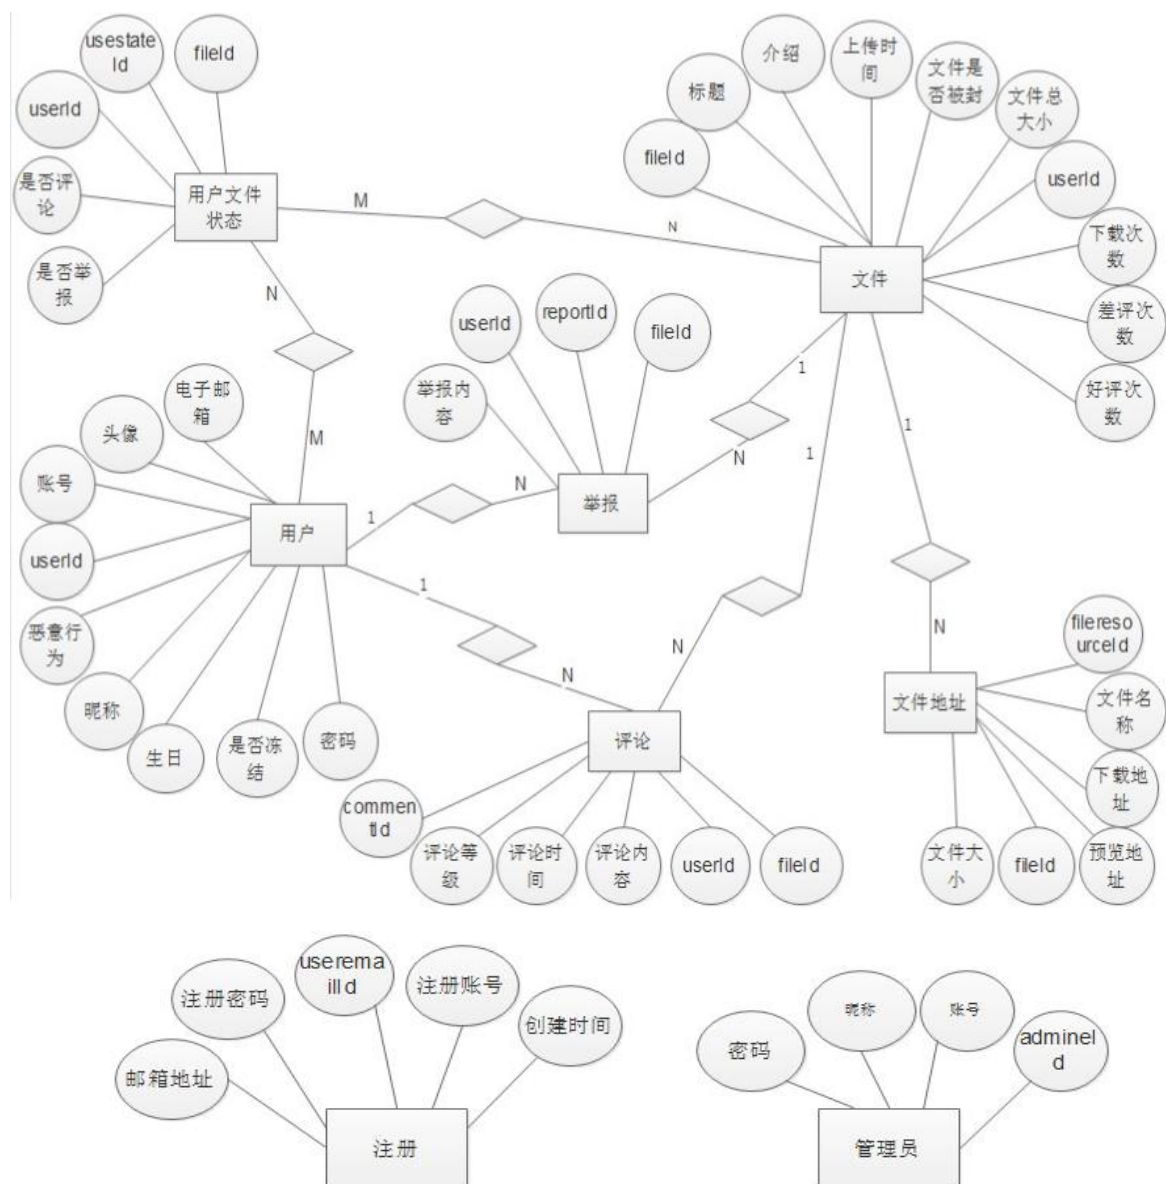 usestate
Id
fileId
userId
是否评
论
是否举
报
用户文件
状态
M
N
N
M
介绍
上传时
间
文件是
否被封
标题
文件总
大小
fileId
userId
下载次
数
差评次
数
好评次
数
文件
举报内
容
userId
reportId
fileId
举报
1
N
1
N
电子邮
箱
头像
账号
userId
恶意行
为
昵称
生日
是否冻
结
密码
用户
1
N
1
N
1
N
评论
commen
tId
评论等
级
评论时
间
评论内
容
userId
fileId
文件地址
filereso
urceId
文件名
称
下载地
址
预览地
址
fileId
文件大
小
邮箱地址
注册密码
userema
ilId
注册账号
创建时间
注册
密码
昵称
账号
admineI
d
管理员